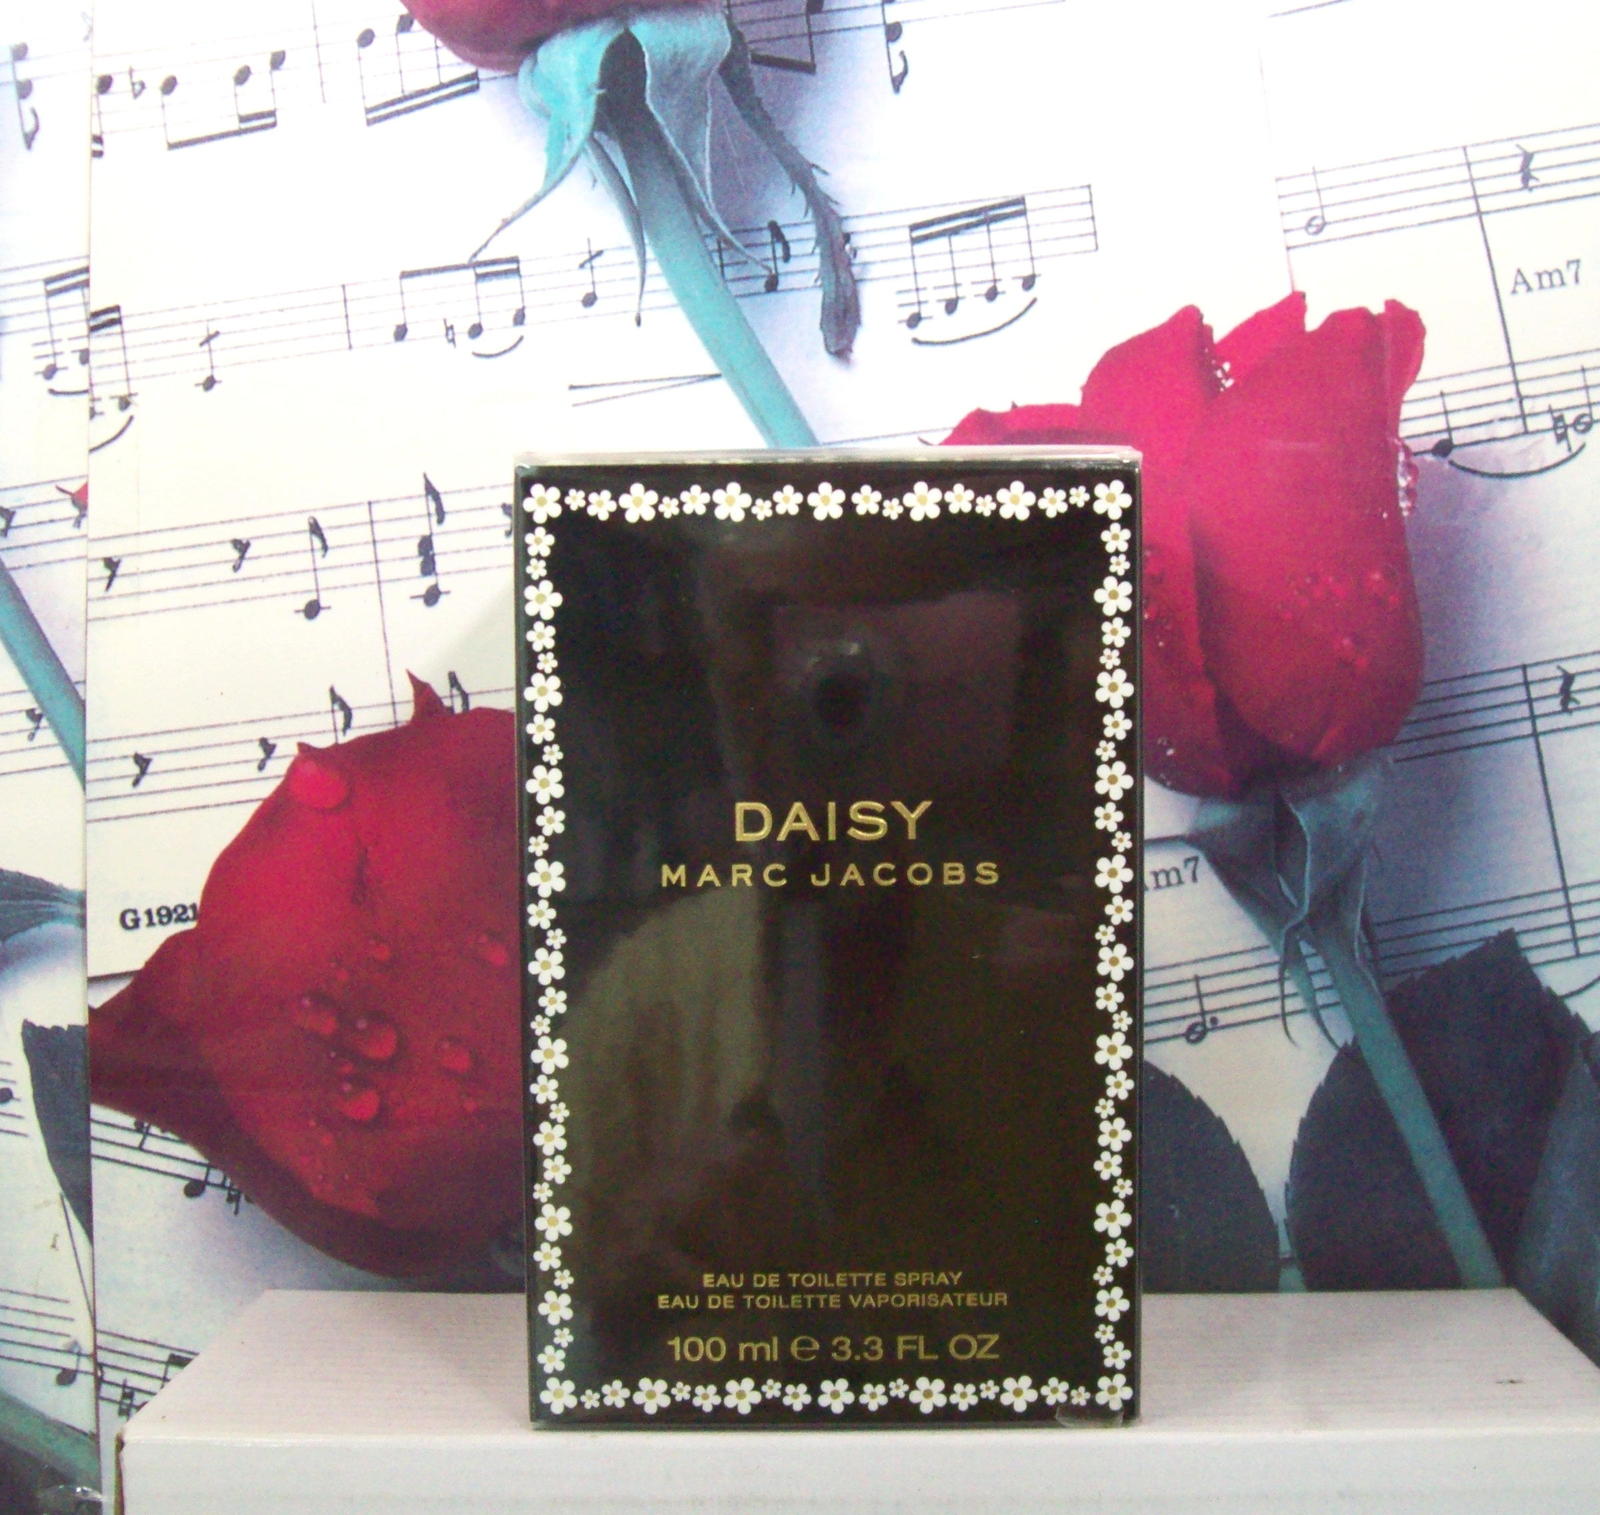 Am7
DAISY
MARC JACOBS
m7
G1921
EAU DE TOILETTE SPRAY
EAU DE TOILETTE VAPORISATEUR
100 ml e 3.3 FL OZ